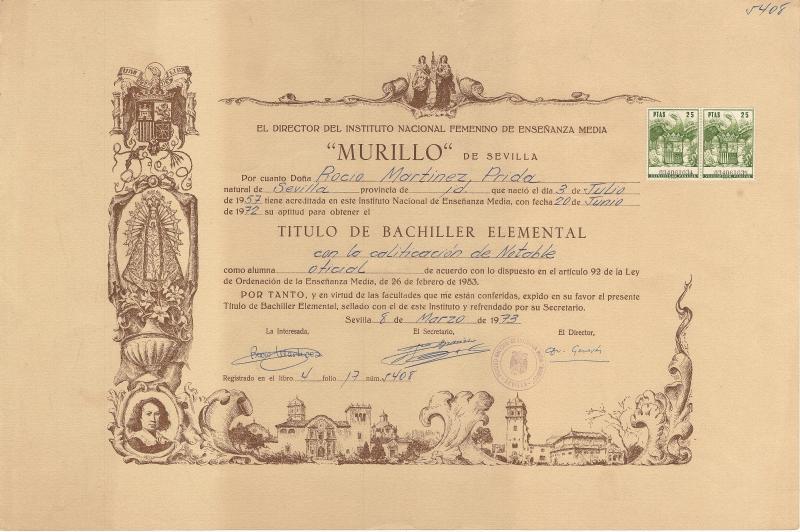 5408
PTAS 25 PTAS 25
EL DIRECTOR DEL INSTITUTO NACIONAL FEMENINO DE ENSEÑANZA MEDIA
"MURILLO" DE SEVILLA
Por cuanto Doña Rocio Martinez, Prida
natural de Sevilla provincia de id. que nació el día 3 de Julio
de 1957 tiene acreditada en este Instituto Nacional de Enseñanza Media, con fecha 20 de Junio
de 1972 su aptitud para obtener el
TITULO DE BACHILLER ELEMENTAL
con la calificación de Notable
como alumna oficial de acuerdo con lo dispuesto en el artículo 92 de la Ley
de Ordenación de la Enseñanza Media, de 26 de febrero de 1953.
POR TANTO, y en virtud de las facultades que me están conferidas, expido en su favor el presente
Título de Bachiller Elemental, sellado con el de este Instituto y refrendado por su Secretario.
Sevilla 8 de Marzo de 1973
La Interesada, El Secretario, El Director,
Registrado en el libro 4 folio 17 núm. 5408